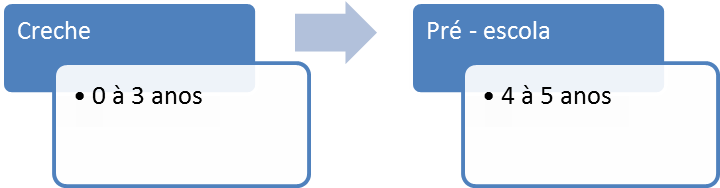 Creche
• 0 à 3 anos
Pré - escola
• 4 à 5 anos